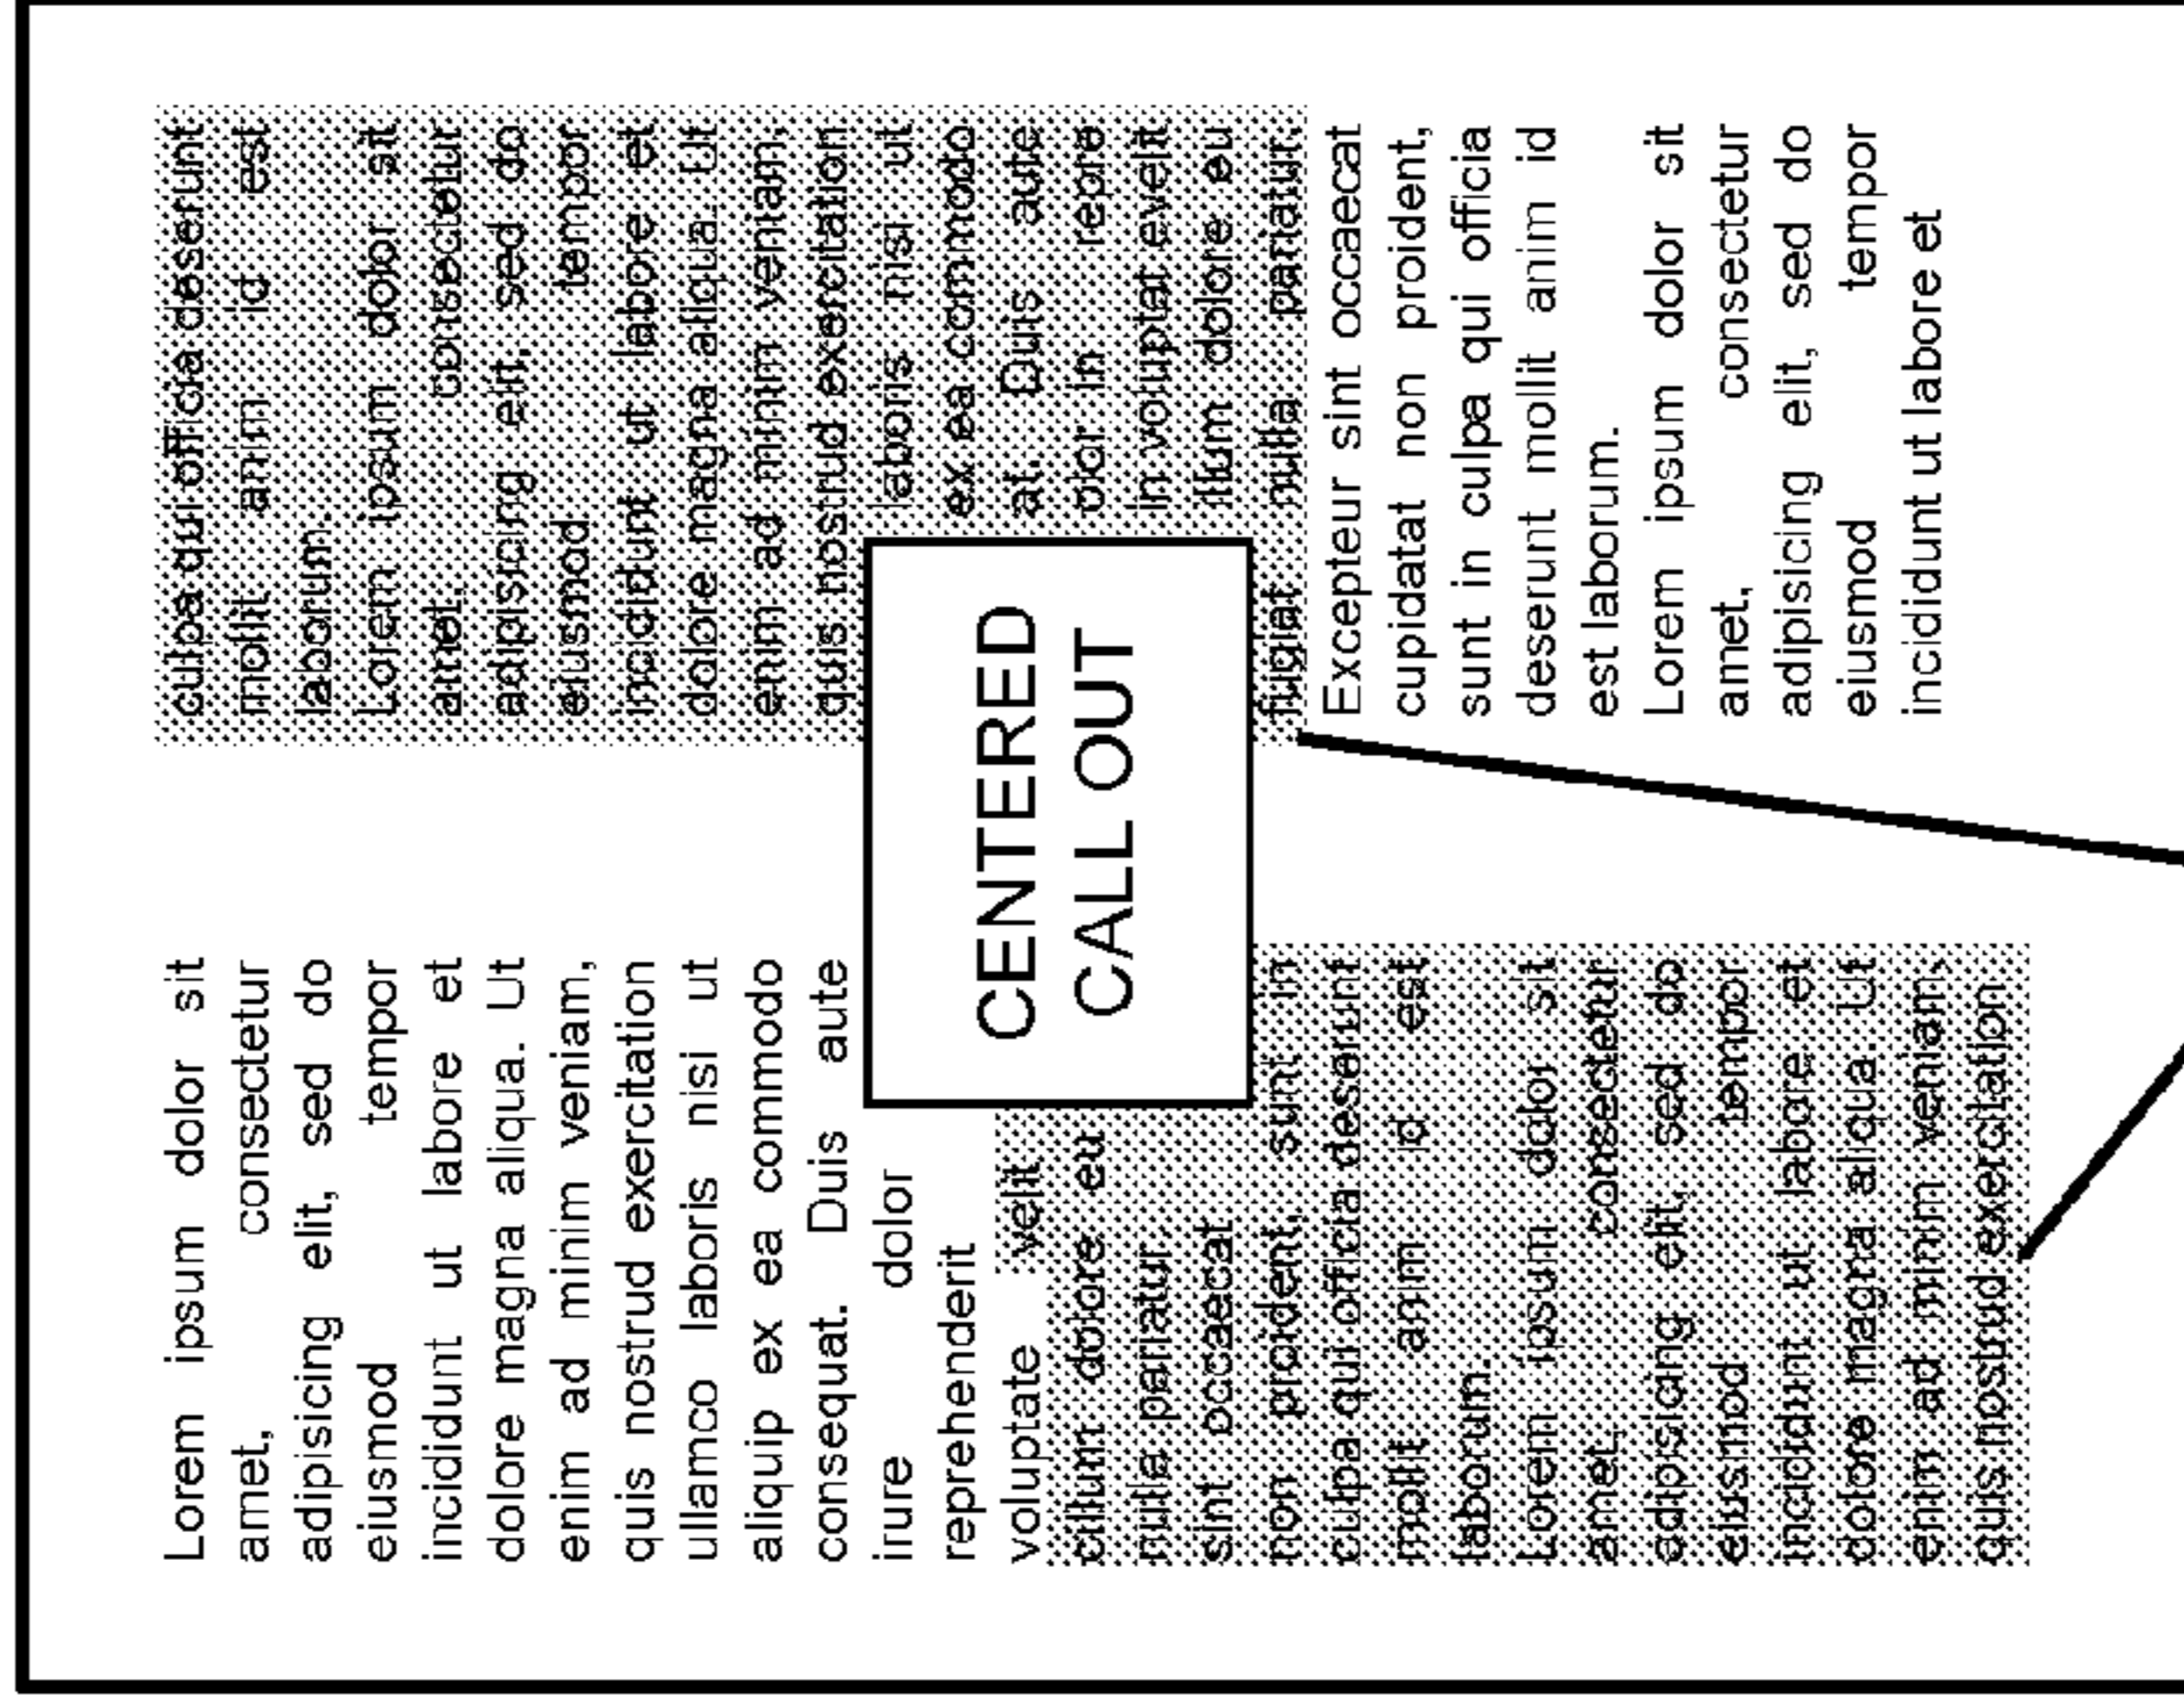 Lorem ipsum dolor sit
amet, consectetur
adipisicing elit, sed do
eiusmod tempor
incididunt ut labore et
dolore magna aliqua. Ut
enim ad minim veniam,
quis nostrud exercitation
ullamco laboris nisi ut
aliquip ex ea commodo
consequat. Duis aute
irure dolor
reprehenderit
voluptate velit
cillum dolore eu
nulla pariatur.
sint occaecat
non proident, sunt in
culpa qui officia deserunt
mollit anim id est
laborum.
Lorem ipsum dolor sit
amet, consectetur
adipisicing elit, sed do
eiusmod tempor
incididunt ut labore et
dolore magna aliqua. Ut
enim ad minim veniam,
quis nostrud exercitation
CENTERED
CALL OUT
culpa qui officia deserunt
mollit anim id est
laborum.
Lorem ipsum dolor sit
amet, consectetur
adipisicing elit, sed do
eiusmod tempor
incididunt ut labore et
dolore magna aliqua. Ut
enim ad minim veniam,
quis nostrud exercitation
laboris nisi ut
ex ea commodo
at. Duis aute
in repre
in voluptat evelit
illum dolore eu
fugiat nulla pariatur.
Excepteur sint occaecat
cupidatat non proident,
sunt in culpa qui officia
deserunt mollit anim id
est laborum.
Lorem ipsum dolor sit
amet, consectetur
adipisicing elit, sed do
eiusmod tempor
incididunt ut labore et